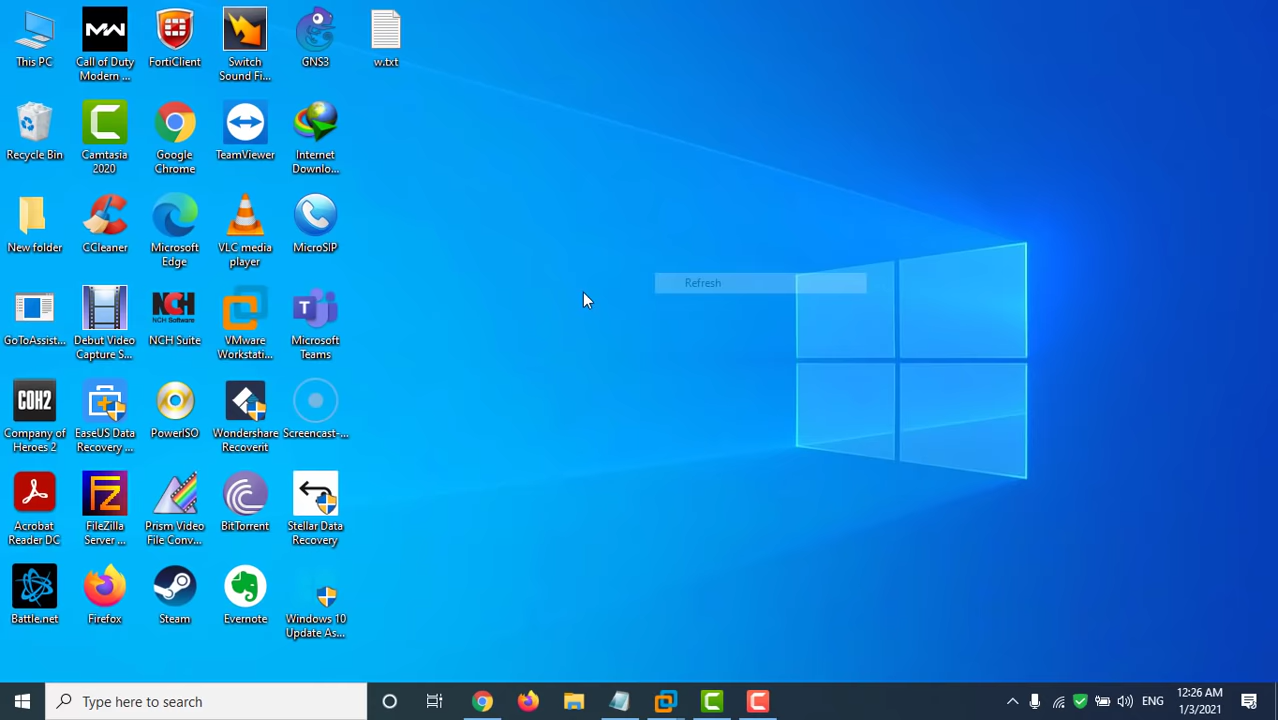 This PC
Call of Duty
Modern ...
FortiClient
Switch
Sound Fi...
GNS3
w.txt
Recycle Bin
Camtasia
2020
Google
Chrome
TeamViewer
Internet
Downlo...
New folder
CCleaner
Microsoft
Edge
VLC media
player
MicroSIP
GoToAssist...
Debut Video
Capture S...
NCH Software
NCH Suite
VMware
Workstati...
Microsoft
Teams
COH2
Company of
Heroes 2
EaseUS Data
Recovery ...
PowerISO
Wondershare
Recoverit
Screencast-...
Acrobat
Reader DC
FileZilla
Server ...
Prism Video
File Conv...
BitTorrent
Stellar Data
Recovery
Battle.net
Firefox
Steam
Evernote
Windows 10
Update As...
Refresh
Type here to search
ENG
12:26 AM
1/3/2021